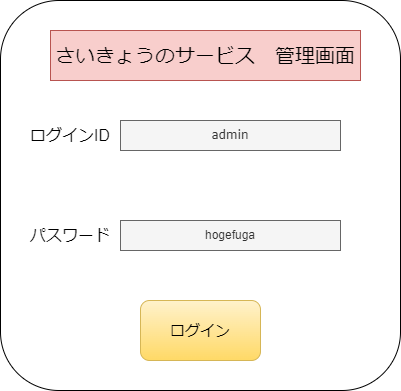 さいきょうのサービス　管理画面
ログインID
admin
パスワード
hogefuga
ログイン